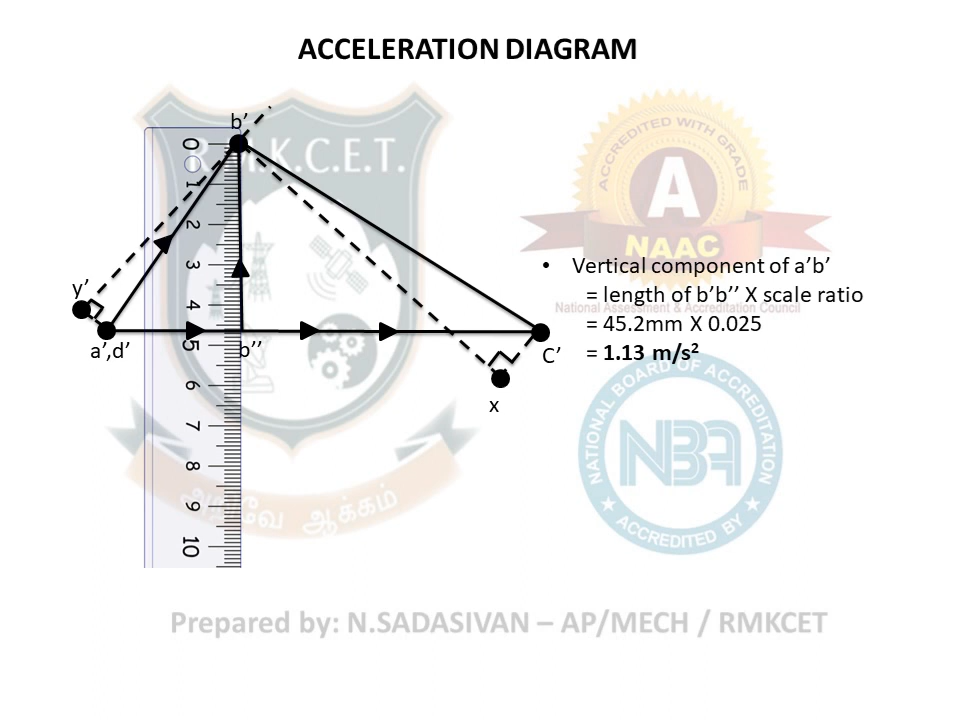 ACCELERATION DIAGRAM
b’
R.M.K.C.E.T.
ACCREDITED WITH GRADE
A
NAAC
National Assessment & Accreditation Council
0
1
2
3
4
5
6
7
8
9
10
y’
a’,d’
b’’
C’
x
• Vertical component of a’b’
= length of b’b’’ X scale ratio
= 45.2mm X 0.025
= 1.13 m/s²
NATIONAL BOARD OF ACCREDITATION
NBA
ACCREDITED BY
ஆக்கம்
Prepared by: N.SADASIVAN – AP/MECH / RMKCET